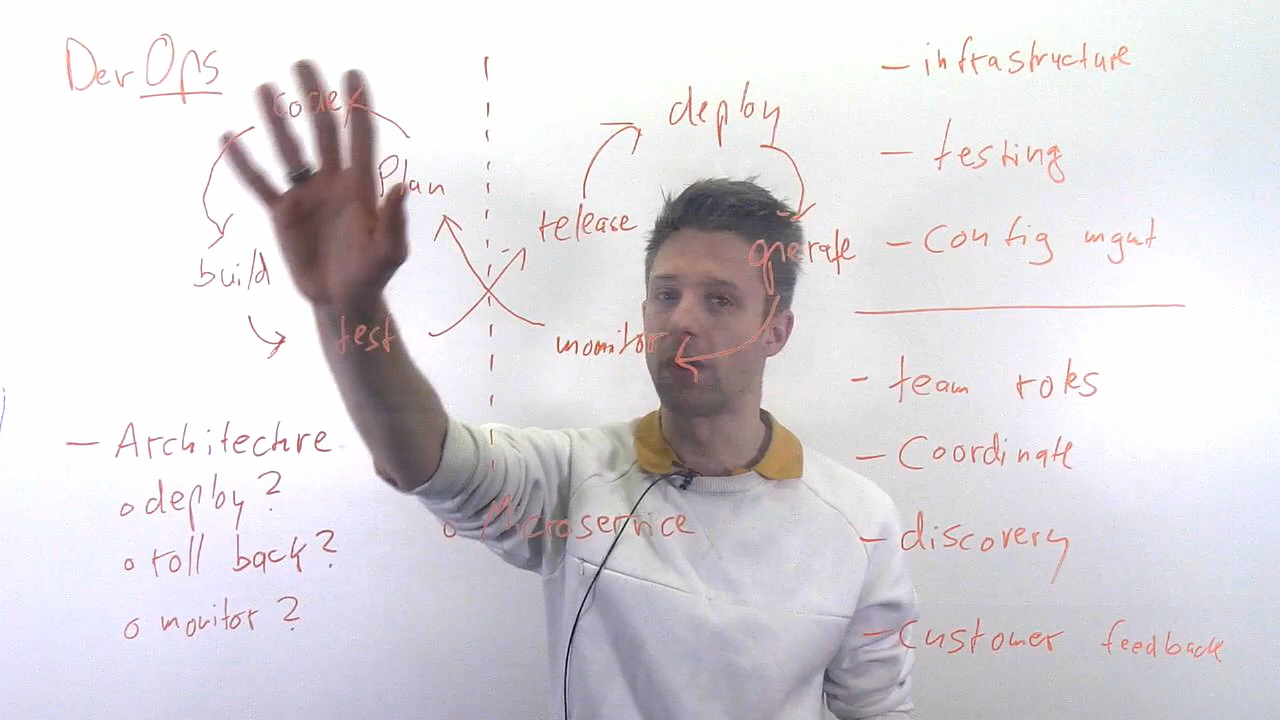 DevOps
code
Plan
build
test
release
deploy
operate
monitor
- Architecture
o deploy?
o roll back?
o monitor?
o Microservice
- infrastructure
- testing
- Config mgmt
- team roles
- Coordinate
- discovery
- Customer feedback